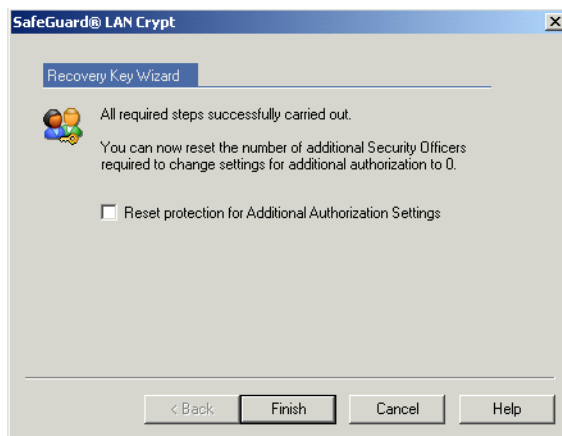 SafeGuard® LAN Crypt
Recovery Key Wizard
All required steps successfully carried out.
You can now reset the number of additional Security Officers
required to change settings for additional authorization to 0.
Reset protection for Additional Authorization Settings
< Back
Finish
Cancel
Help